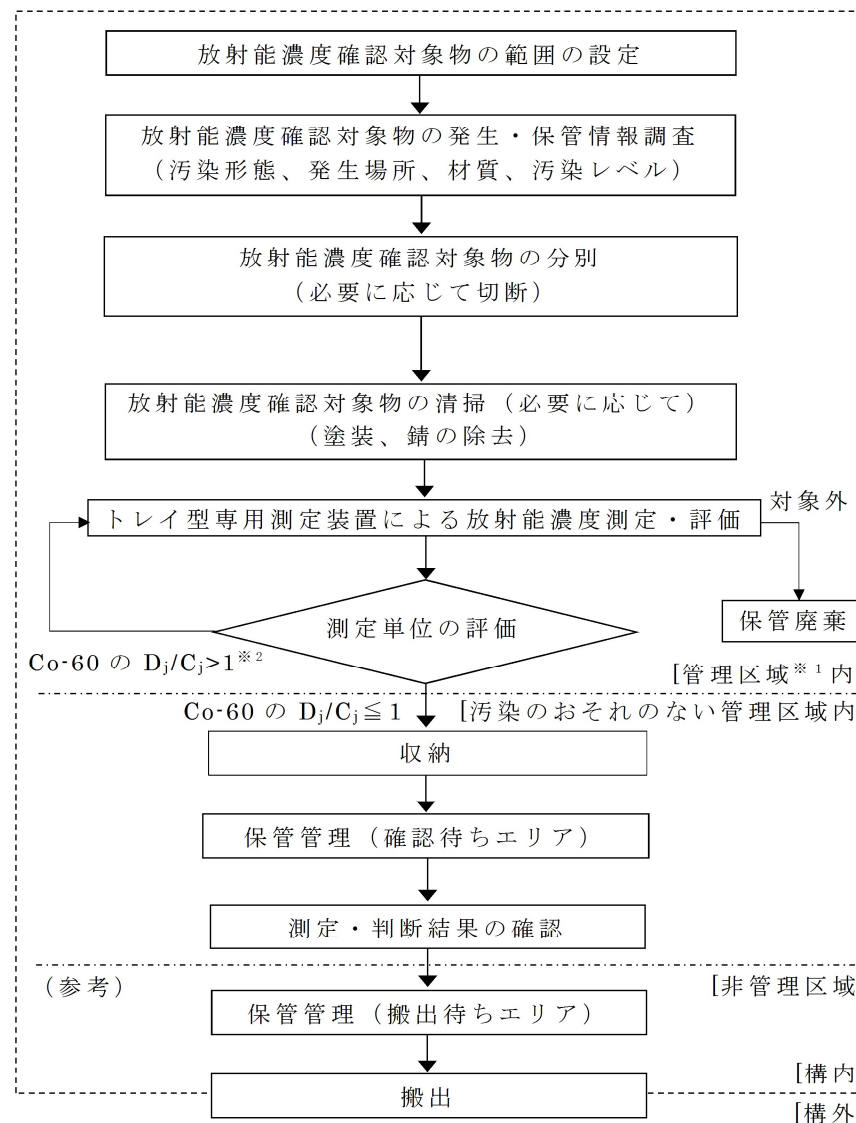 放射能濃度確認対象物の範囲の設定
放射能濃度確認対象物の発生・保管情報調査
（汚染形態、発生場所、材質、汚染レベル）
放射能濃度確認対象物の分別
（必要に応じて切断）
放射能濃度確認対象物の清掃（必要に応じて）
（塗装、錆の除去）
対象外
トレイ型専用測定装置による放射能濃度測定・評価
保管廃棄
測定単位の評価
Co-60 の Dj/Cj>1※2
[管理区域※1内
Co-60 の Dj/Cj≦1
[汚染のおそれのない管理区域内
収納
保管管理（確認待ちエリア）
測定・判断結果の確認
（参考）
[非管理区域
保管管理（搬出待ちエリア）
[構内
搬出
[構外